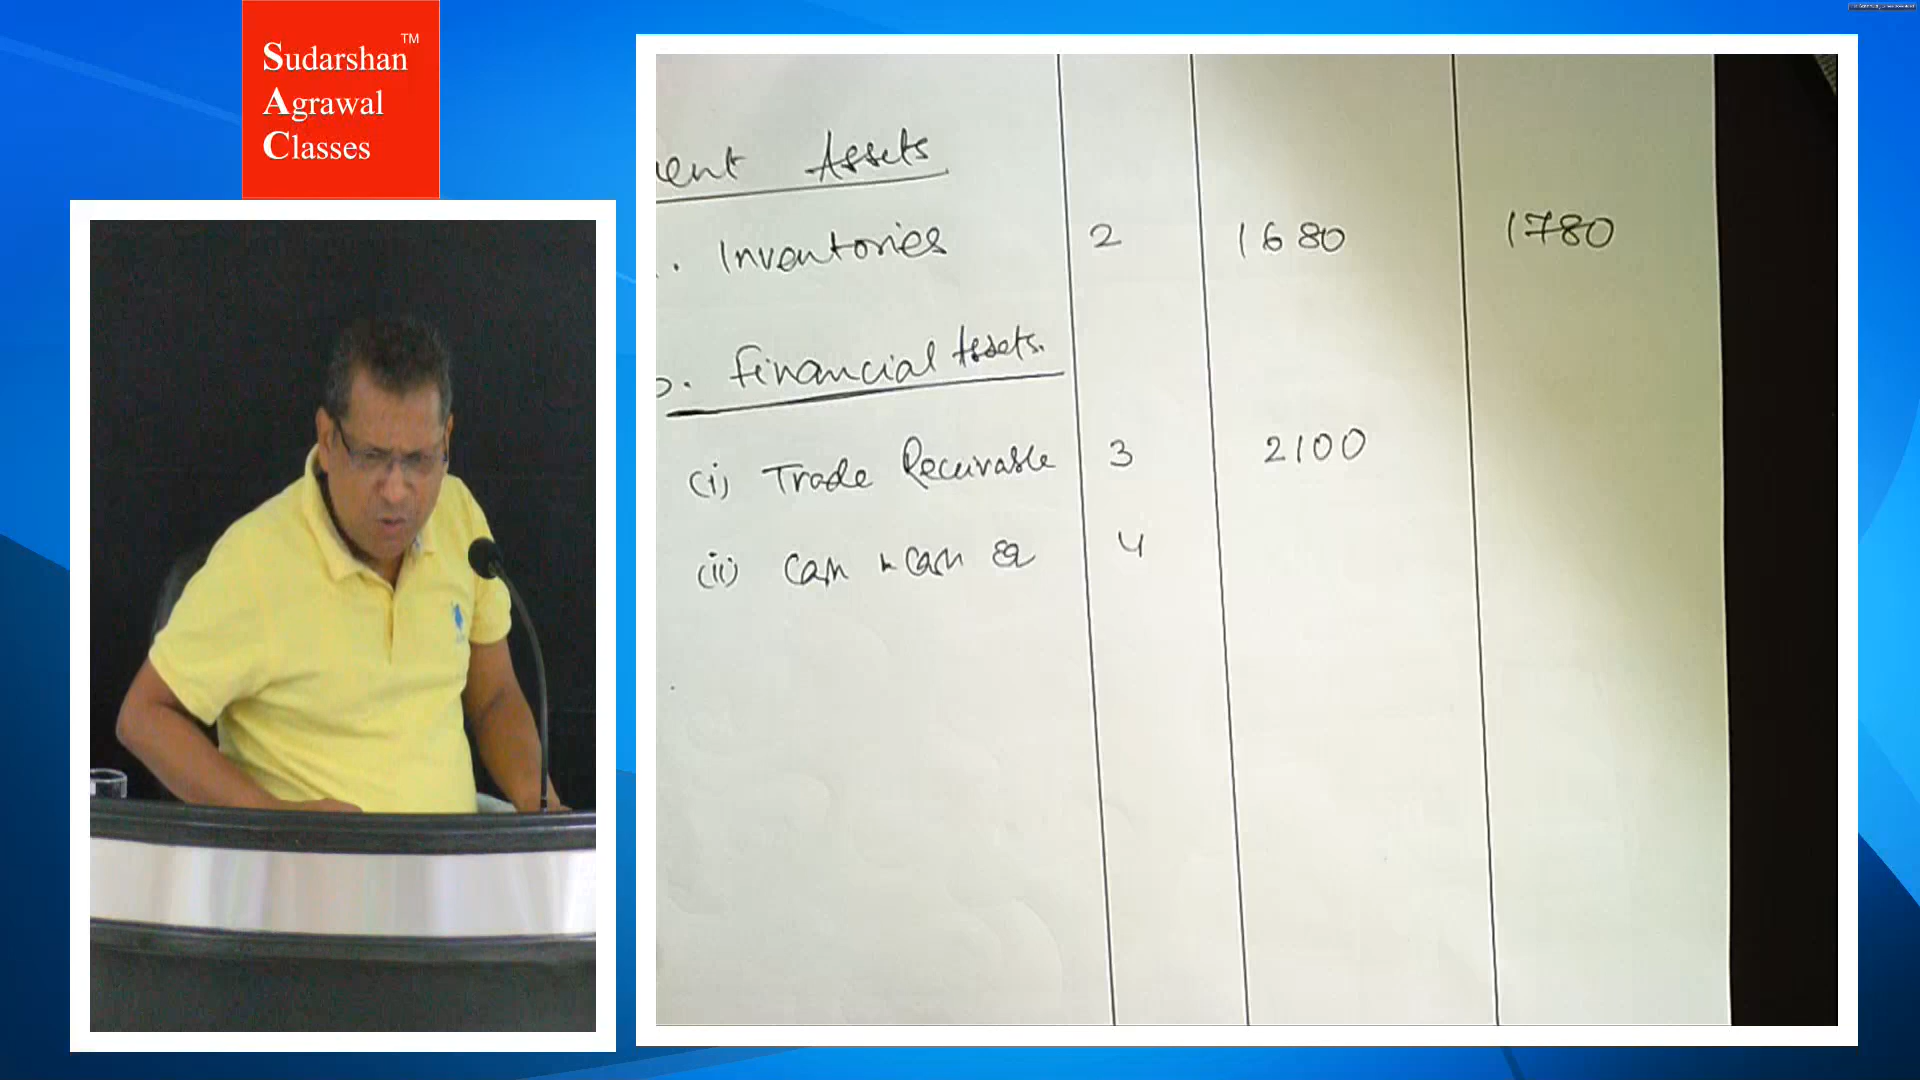 Sudarshan™
Agrawal
Classes
ent Assets
. Inventories 2 1680 1780
. Financial Assets.
(i) Trade Receivable 3 2100
(ii) Cash & Cash Eq 4